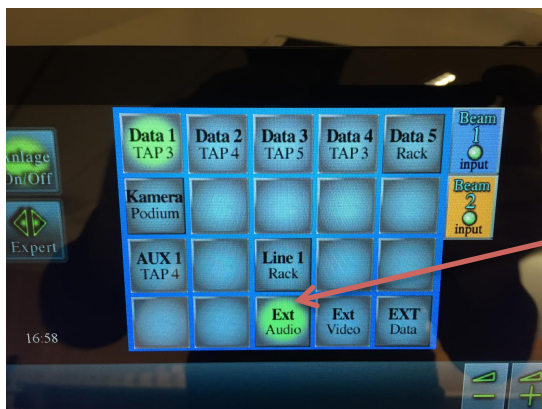 Data 1
TAP 3
Data 2
TAP 4
Data 3
TAP 5
Data 4
TAP 3
Data 5
Rack
Beam
1
input
On/Off
Kamera
Podium
Beam
2
input
Expert
AUX 1
TAP 4
Line 1
Rack
Ext
Audio
Ext
Video
EXT
Data
16:58
−
+